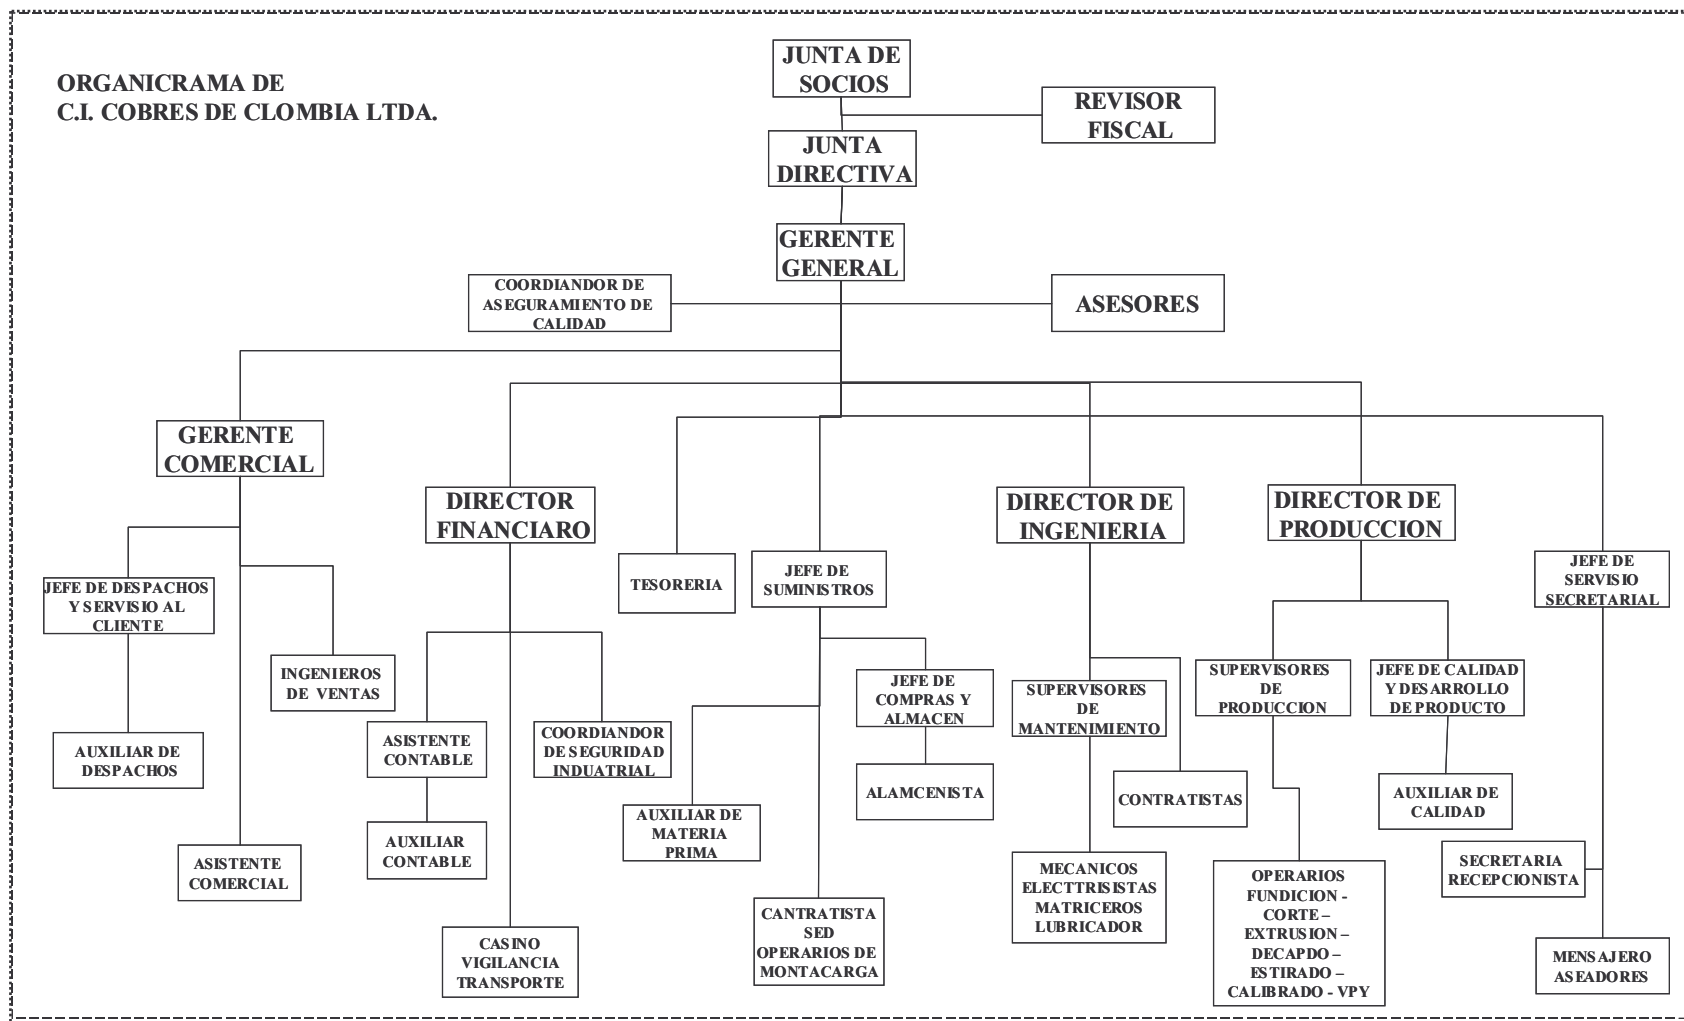 ORGANICRAMA DE
C.I. COBRES DE CLOMBIA LTDA.
JUNTA DE
SOCIOS
REVISOR
FISCAL
JUNTA
DIRECTIVA
GERENTE
GENERAL
COORDIANDOR DE
ASEGURAMIENTO DE
CALIDAD
ASESORES
GERENTE
COMERCIAL
DIRECTOR
FINANCIARO
DIRECTOR DE
INGENIERIA
DIRECTOR DE
PRODUCCION
TESORERIA
JEFE DE
SUMINISTROS
JEFE DE
SERVISIO
SECRETARIAL
JEFE DE DESPACHOS
Y SERVISIO AL
CLIENTE
INGENIEROS
DE VENTAS
JEFE DE
COMPRAS Y
ALMACEN
SUPERVISORES
DE
MANTENIMIENTO
SUPERVISORES
DE
PRODUCCION
JEFE DE CALIDAD
Y DESARROLLO
DE PRODUCTO
AUXILIAR DE
DESPACHOS
ASISTENTE
CONTABLE
COORDIANDOR
DE SEGURIDAD
INDUATRIAL
ALAMCENISTA
CONTRATISTAS
AUXILIAR DE
CALIDAD
AUXILIAR DE
MATERIA
PRIMA
ASISTENTE
COMERCIAL
AUXILIAR
CONTABLE
MECANICOS
ELECTTRISISTAS
MATRICEROS
LUBRICADOR
OPERARIOS
FUNDICION -
CORTE –
EXTRUSION –
DECAPDO –
ESTIRADO –
CALIBRADO - VPY
SECRETARIA
RECEPCIONISTA
CASINO
VIGILANCIA
TRANSPORTE
CANTRATISTA
SED
OPERARIOS DE
MONTACARGA
MENSAJERO
ASEADORES